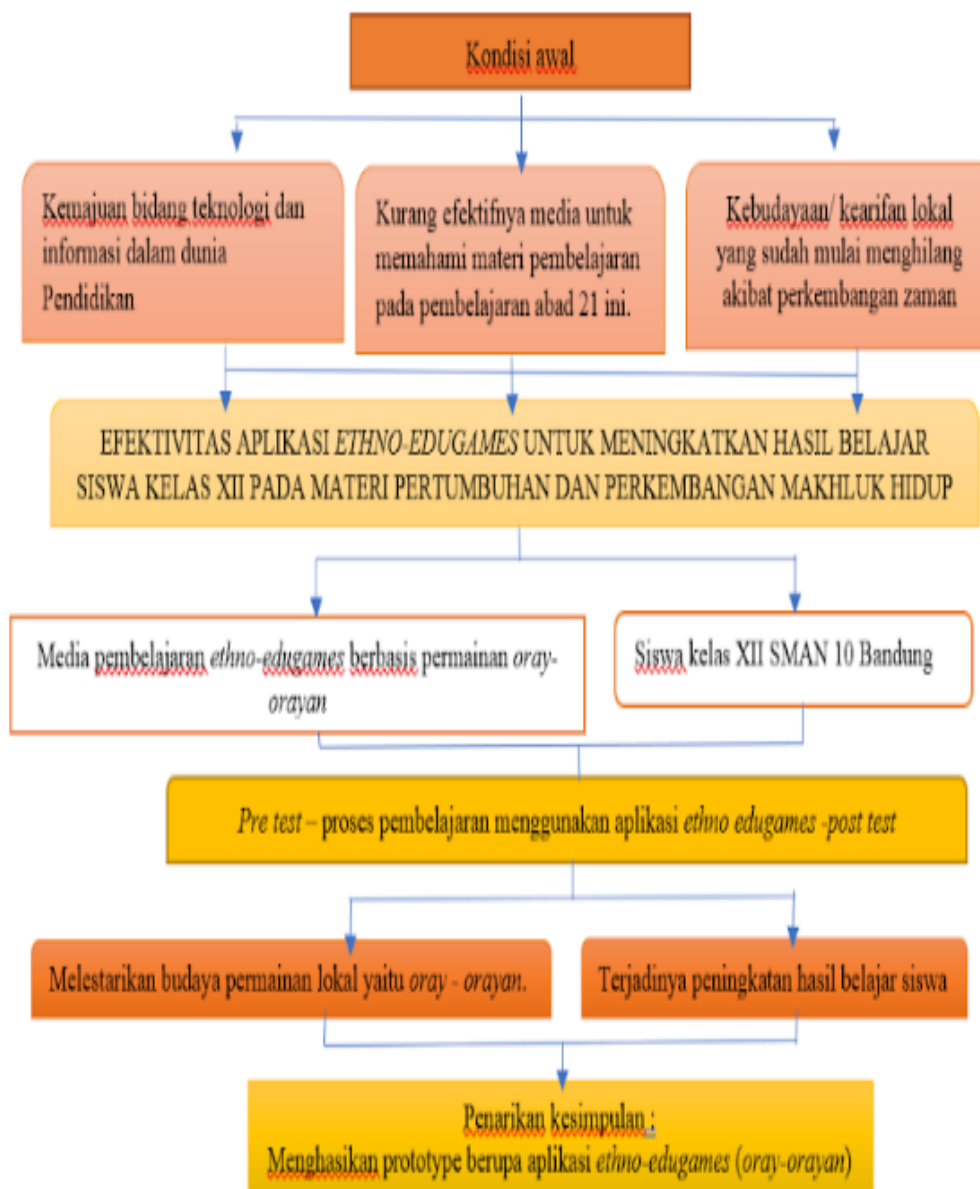 Kondisi awal
Kemajuan bidang teknologi dan
informasi dalam dunia
Pendidikan
Kurang efektifnya media untuk
memahami materi pembelajaran
pada pembelajaran abad 21 ini.
Kebudayaan/ kearifan lokal
yang sudah mulai menghilang
akibat perkembangan zaman
EFEKTIVITAS APLIKASI ETHNO-EDUGAMES UNTUK MENINGKATKAN HASIL BELAJAR
SISWA KELAS XII PADA MATERI PERTUMBUHAN DAN PERKEMBANGAN MAKHLUK HIDUP
Media pembelajaran ethno-edugames berbasis permainan oray-
orayan
Siswa kelas XII SMAN 10 Bandung
Pre test – proses pembelajaran menggunakan aplikasi ethno edugames -post test
Melestarikan budaya permainan lokal yaitu oray - orayan.
Terjadinya peningkatan hasil belajar siswa
Penarikan kesimpulan :
Menghasikan prototype berupa aplikasi ethno-edugames (oray-orayan)